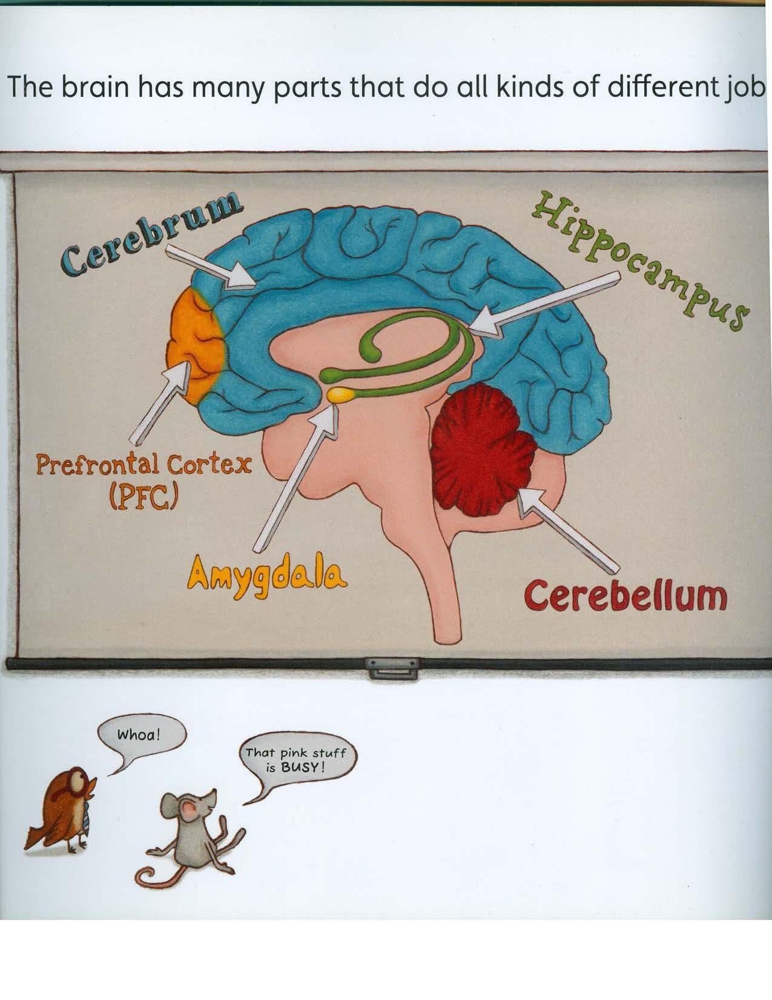 The brain has many parts that do all kinds of different job
Cerebrum
Hippocampus
Prefrontal Cortex
(PFC)
Amygdala
Cerebellum
Whoa!
That pink stuff
is BUSY!